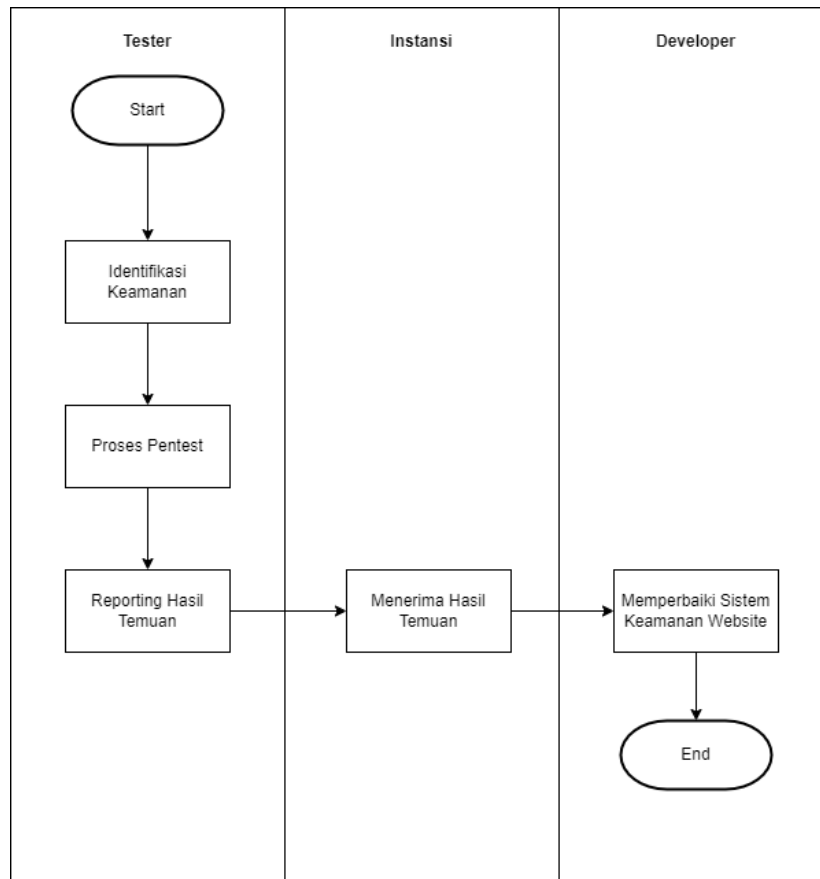 Tester
Instansi
Developer
Start
Identifikasi
Keamanan
Proses Pentest
Reporting Hasil
Temuan
Menerima Hasil
Temuan
Memperbaiki Sistem
Keamanan Website
End